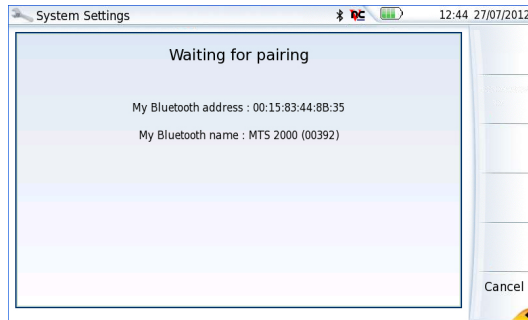 System Settings
12:44 27/07/2012
Waiting for pairing
My Bluetooth address : 00:15:83:44:8B:35
My Bluetooth name : MTS 2000 (00392)
Cancel